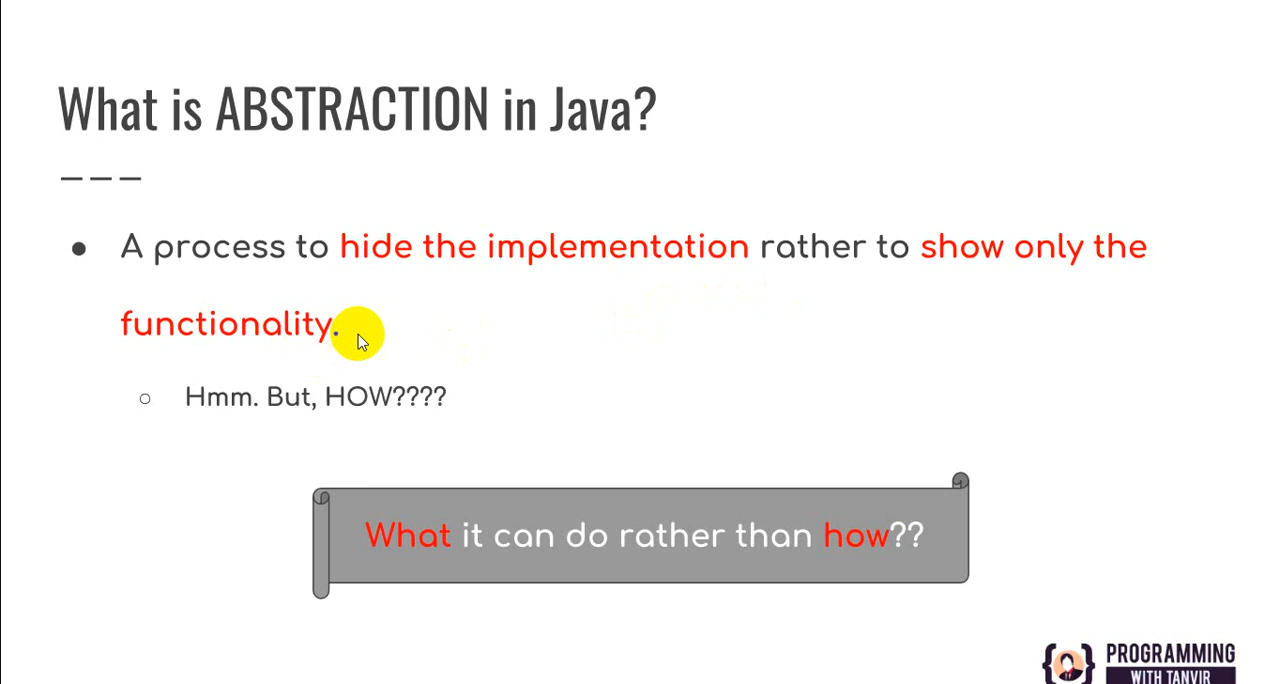 What is ABSTRACTION in Java?
● A process to hide the implementation rather to show only the
functionality.
○ Hmm. But, HOW????
What it can do rather than how??
PROGRAMMING
WITH TANVIR